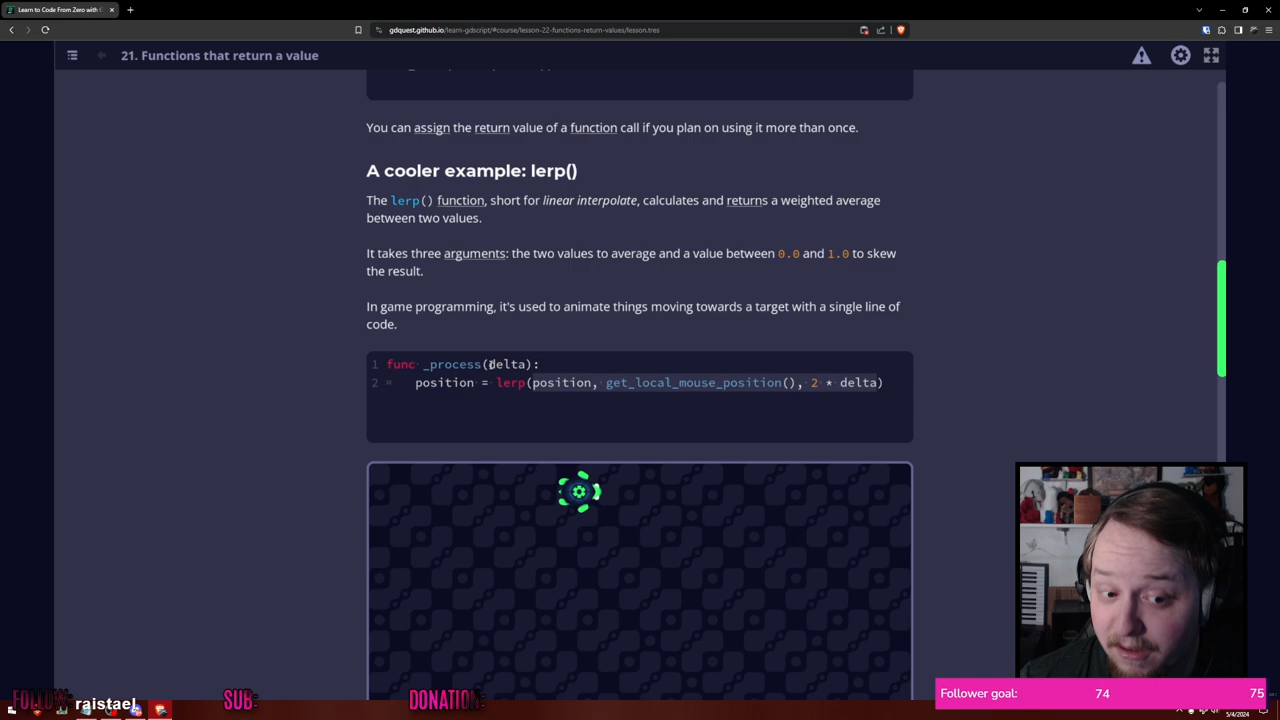 Learn to Code From Zero with
gdquest.github.io/learn-gdscript/#course/lesson-22-functions-return-values/lesson.tres
21. Functions that return a value
You can assign the return value of a function call if you plan on using it more than once.
A cooler example: lerp()
The lerp() function, short for linear interpolate, calculates and returns a weighted average
between two values.
It takes three arguments: the two values to average and a value between 0.0 and 1.0 to skew
the result.
In game programming, it's used to animate things moving towards a target with a single line of
code.
1 func _process(delta):
2 position = lerp(position, get_local_mouse_position(), 2 * delta)
FOLLOW: raistael SUB: DONATION:
Follower goal: 74 75
5/4/2024